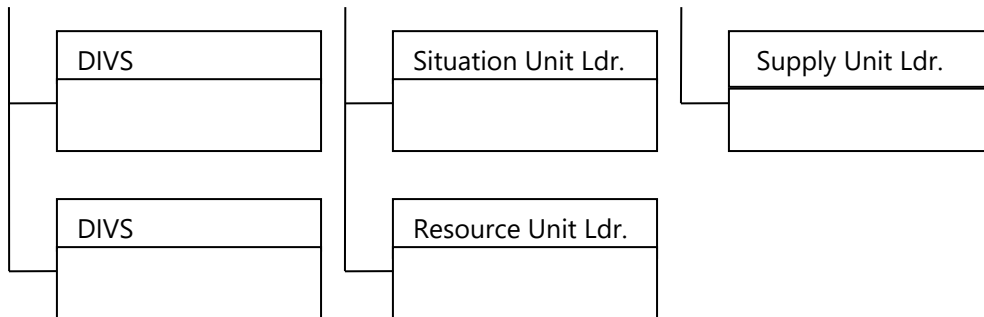 DIVS
Situation Unit Ldr.
Supply Unit Ldr.
DIVS
Resource Unit Ldr.